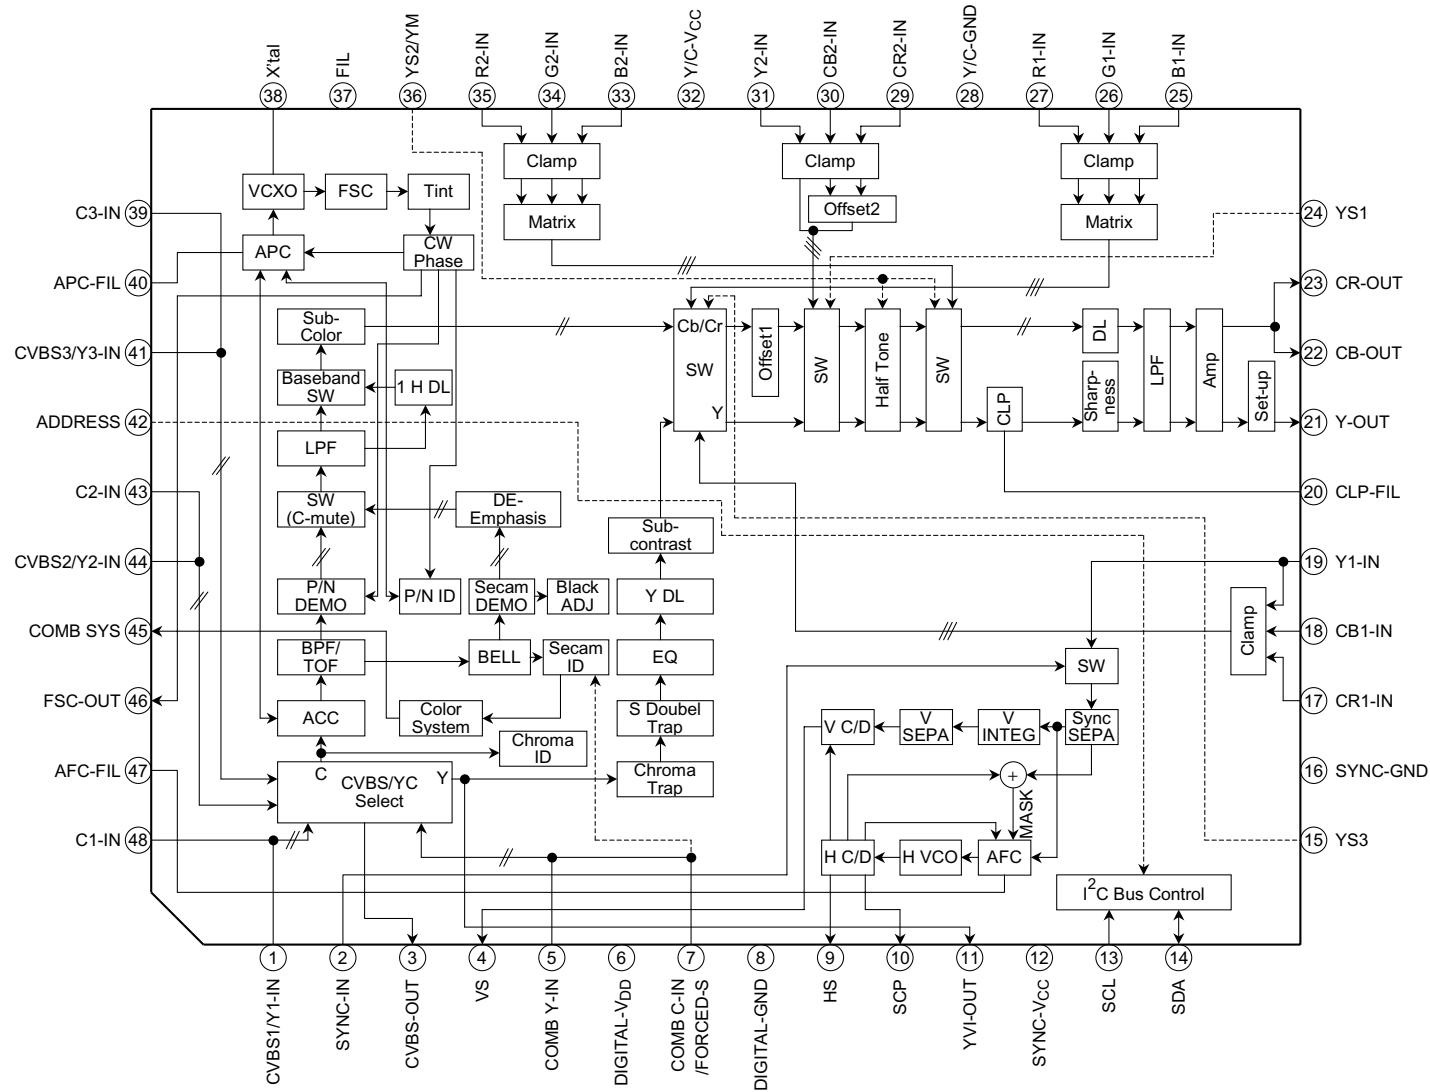 X'tal
FIL
YS2/YM
R2-IN
G2-IN
B2-IN
Y/C-VCC
Y2-IN
CB2-IN
CR2-IN
Y/C-GND
R1-IN
G1-IN
B1-IN
38
37
36
35
34
33
32
31
30
29
28
27
26
25
Clamp
Clamp
Clamp
VCXO
FSC
Tint
Matrix
Offset2
Matrix
C3-IN 39
24 YS1
APC
CW
Phase
APC-FIL 40
23 CR-OUT
Sub-
Color
Cb/Cr
SW
Y
Offset1
SW
Half Tone
SW
DL
LPF
Amp
CVBS3/Y3-IN 41
22 CB-OUT
Baseband
SW
1 H DL
CLP
Sharp-
ness
Set-up
ADDRESS 42
21 Y-OUT
LPF
C2-IN 43
20 CLP-FIL
SW
(C-mute)
DE-
Emphasis
Sub-
contrast
CVBS2/Y2-IN 44
19 Y1-IN
P/N
DEMO
P/N ID
Secam
DEMO
Black
ADJ
Y DL
COMB SYS 45
Clamp
18 CB1-IN
BPF/
TOF
BELL
Secam
ID
EQ
SW
FSC-OUT 46
17 CR1-IN
ACC
Color
System
S Doubel
Trap
V C/D
V
SEPA
V
INTEG
Sync
SEPA
Chroma
ID
AFC-FIL 47
C
Y
CVBS/YC
Select
Chroma
Trap
+
MASK
16 SYNC-GND
C1-IN 48
15 YS3
H C/D
H VCO
AFC
I2C Bus Control
1
2
3
4
5
6
7
8
9
10
11
12
13
14
CVBS1/Y1-IN
SYNC-IN
CVBS-OUT
VS
COMB Y-IN
DIGITAL-VDD
COMB C-IN
/FORCED-S
DIGITAL-GND
HS
SCP
YVI-OUT
SYNC-VCC
SCL
SDA